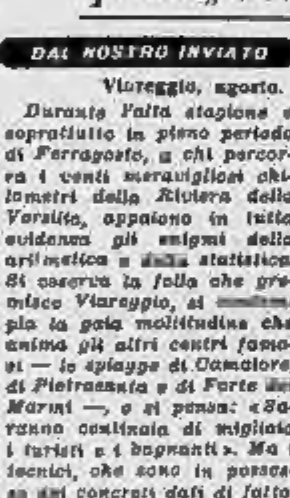 DAL NOSTRO INVIATO
Viareggio, agosto.
Durante l'alta stagione e
soprattutto in pieno periodo
di Ferragosto, a chi percor-
ra i venti meravigliosi chi-
lometri della Riviera della
Versilia, appaiono in tutta
evidenza gli enigmi della
aritmetica e della statistica.
Si osserva la folla che gre-
misce Viareggio, si
pla la gaia moltitudine che
anima gli altri centri famo-
si — le spiagge di Camaiore,
di Pietrasanta e di Forte dei
Marmi —, e si pensa: «Sa-
ranno centinaia di migliaia
i turisti e i bagnanti». Ma i
tecnici, che sono in posses-
so dei concreti dati di fatto